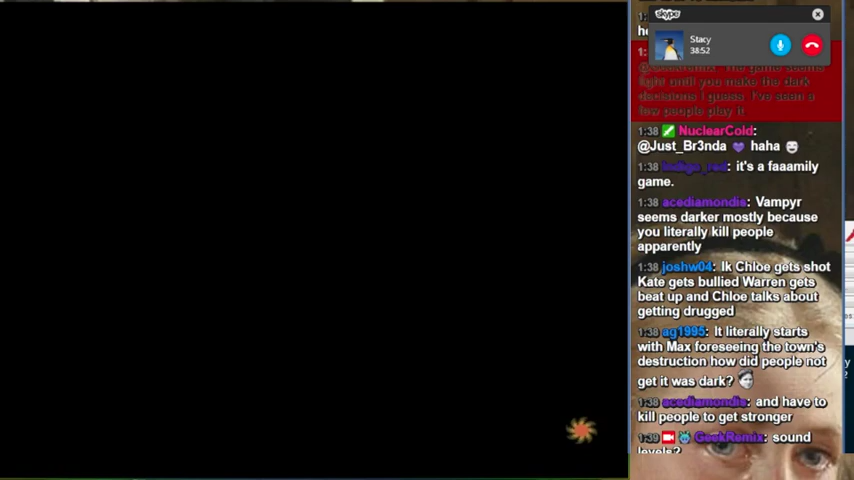 skype
Stacy
38:52
he
1:
light until you make the dark
decisions I guess. I've seen a
few people play it.
1:38 NuclearCold:
@Just_Br3nda haha
1:38 indigo_red: it's a faaamily
game.
1:38 acediamondis: Vampyr
seems darker mostly because
you literally kill people
apparently
1:38 joshw04: Ik Chloe gets shot
Kate gets bullied Warren gets
beat up and Chloe talks about
getting drugged
1:38 ag1995: It literally starts
with Max foreseeing the town's
destruction how did people not
get it was dark?
1:38 acediamondis: and have to
kill people to get stronger
1:39 GeekRemix: sound
levels?